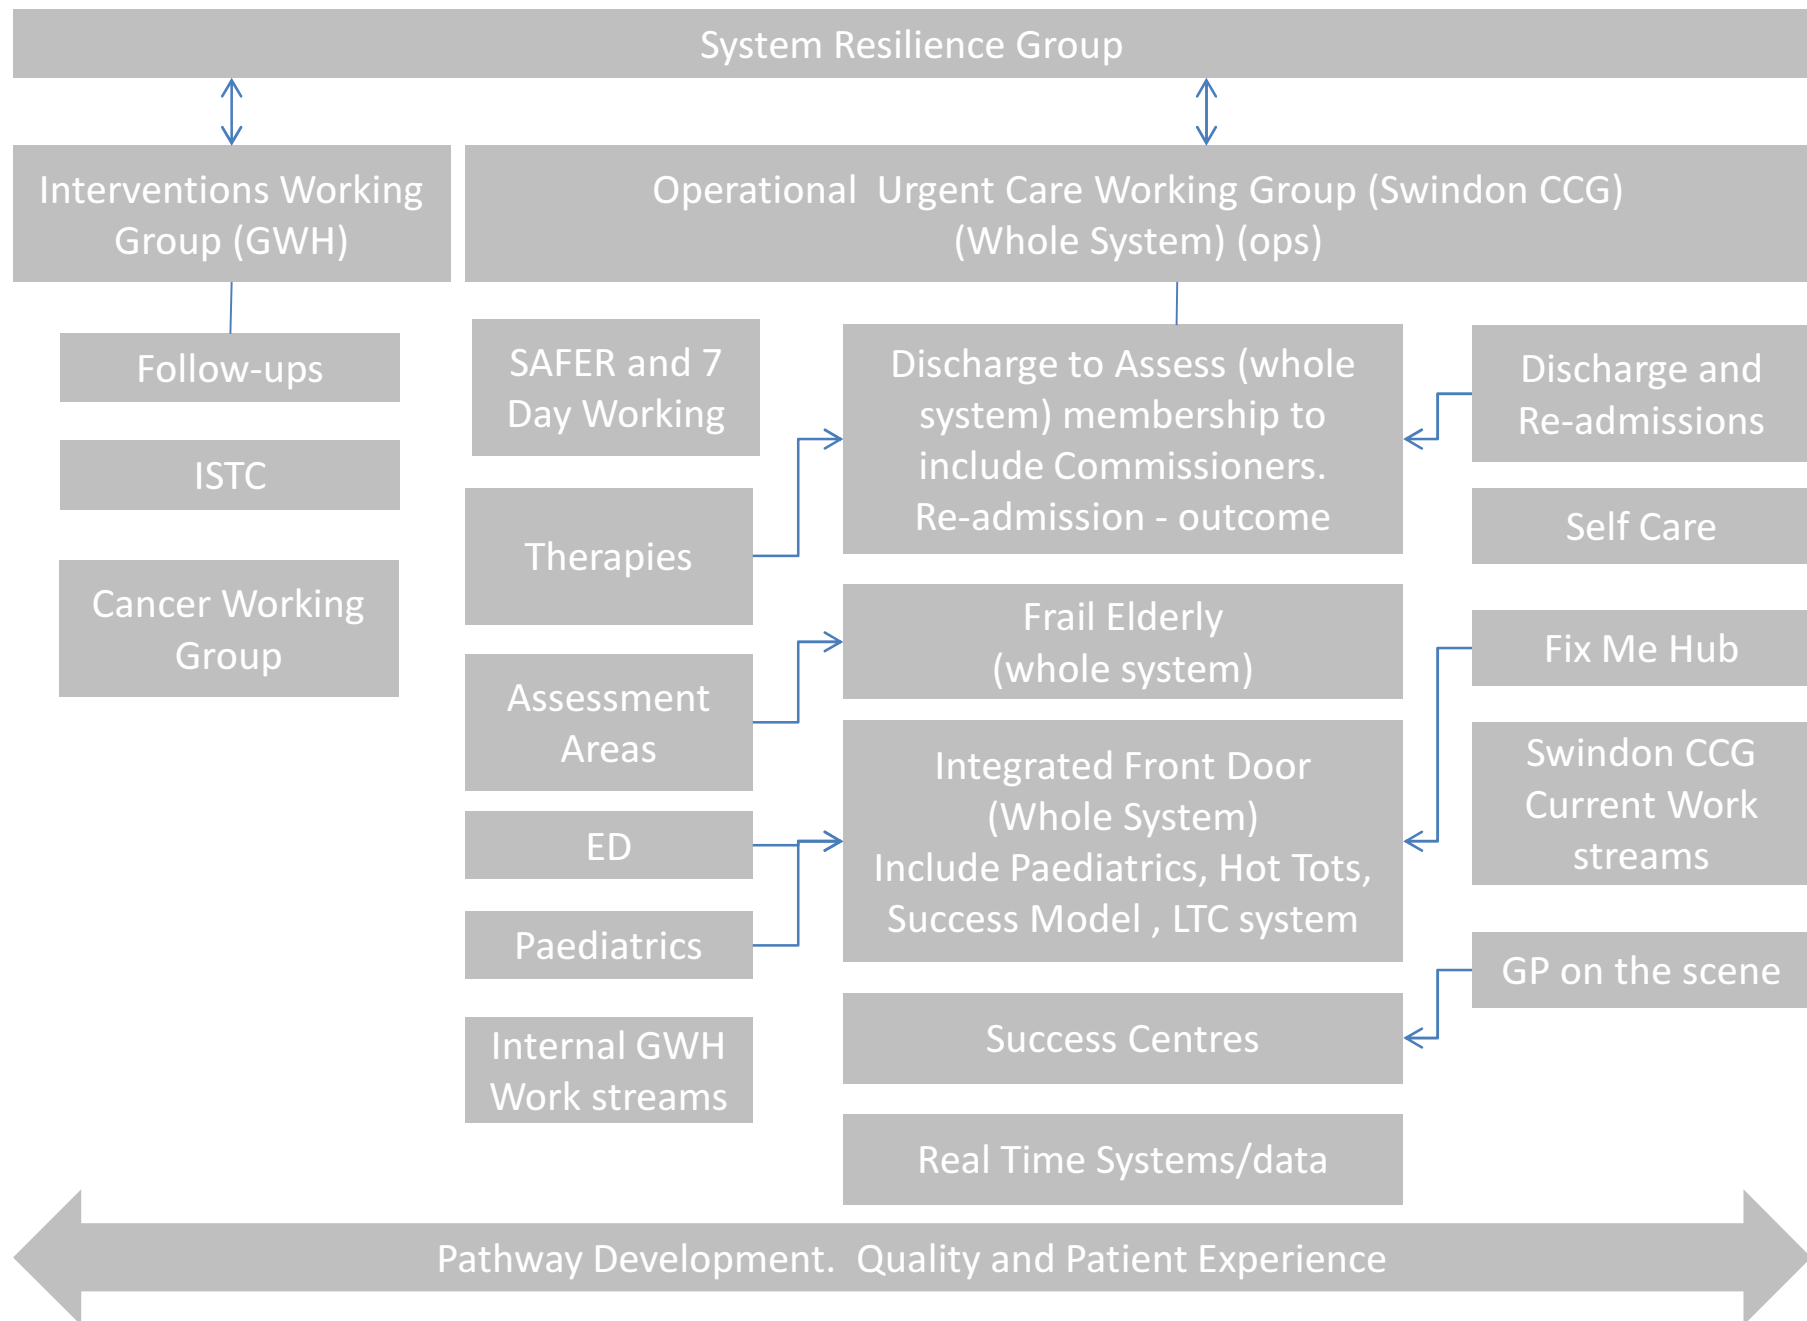 System Resilience Group
Interventions Working
Group (GWH)
Operational  Urgent Care Working Group (Swindon CCG)
(Whole System) (ops)
Follow-ups
ISTC
Cancer Working
Group
SAFER and 7
Day Working
Therapies
Assessment
Areas
ED
Paediatrics
Internal GWH
Work streams
Discharge to Assess (whole
system) membership to
include Commissioners.
Re-admission - outcome
Frail Elderly
(whole system)
Integrated Front Door
(Whole System)
Include Paediatrics, Hot Tots,
Success Model , LTC system
Success Centres
Real Time Systems/data
Discharge and
Re-admissions
Self Care
Fix Me Hub
Swindon CCG
Current Work
streams
GP on the scene
Pathway Development.  Quality and Patient Experience